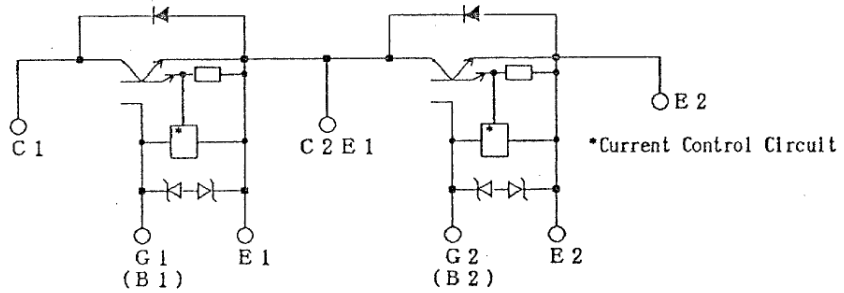 C1
C2E1
E2
*Current Control Circuit
*
*
G1
(B1)
E1
G2
(B2)
E2